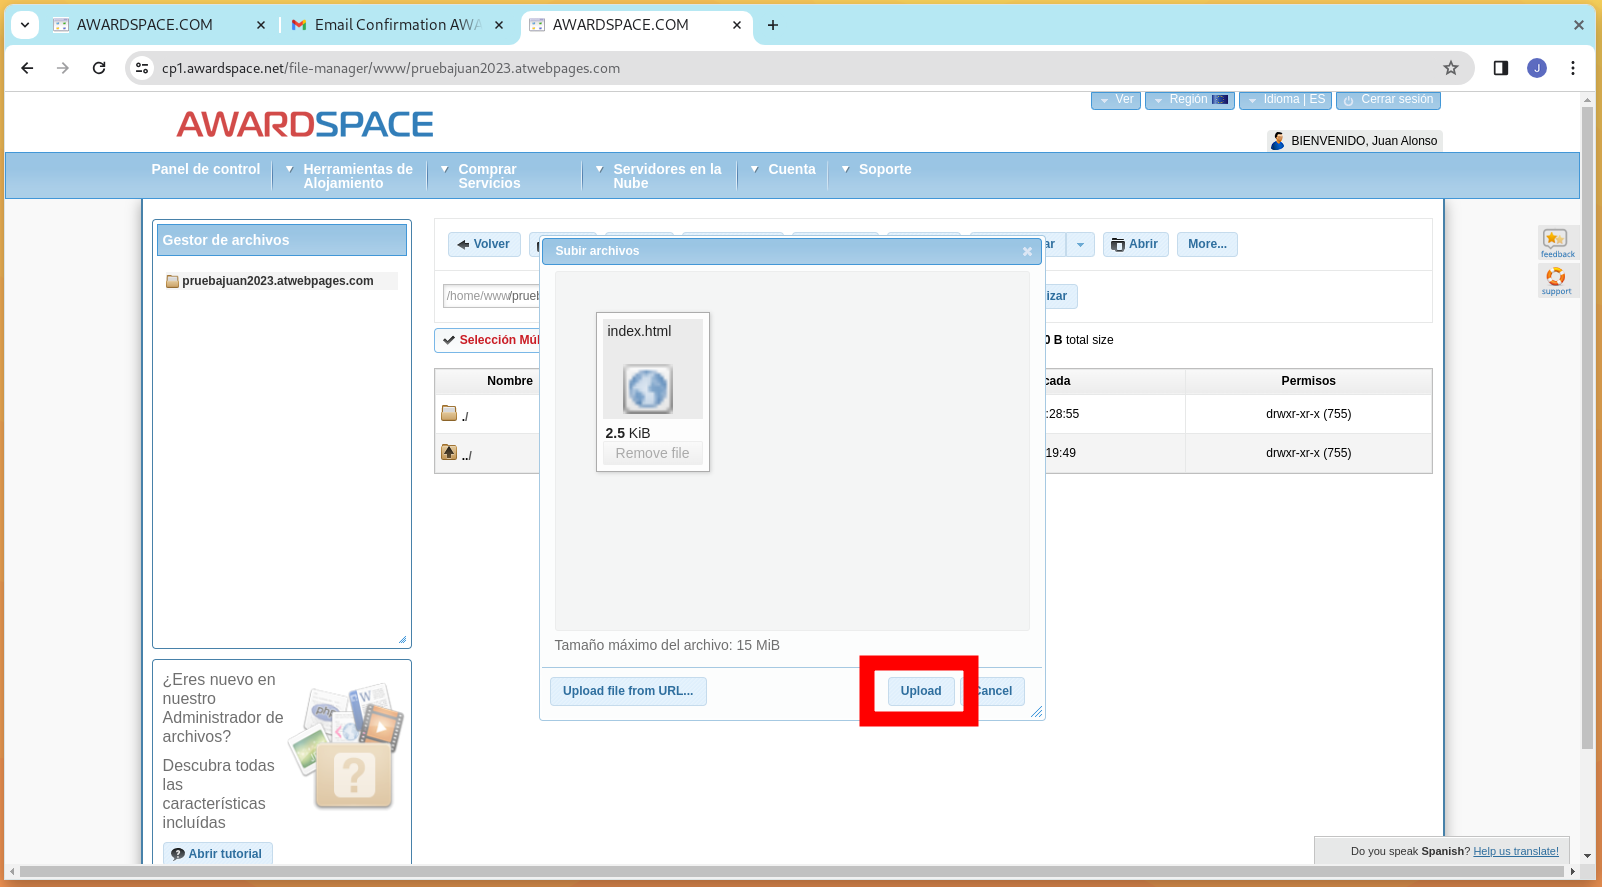 AWARDSPACE.COM
Email Confirmation AWA
AWARDSPACE.COM
cp1.awardspace.net/file-manager/www/pruebajuan2023.atwebpages.com
J
AWARDSPACE
Ver
Región
Idioma | ES
Cerrar sesión
BIENVENIDO, Juan Alonso
Panel de control
Herramientas de
Alojamiento
Comprar
Servicios
Servidores en la
Nube
Cuenta
Soporte
Gestor de archivos
pruebajuan2023.atwebpages.com
Volver
ar
Abrir
More...
/home/www/prueb
izar
Selección Múl
0 B total size
Nombre
cada
Permisos
./
:28:55
drwxr-xr-x (755)
../
19:49
drwxr-xr-x (755)
Subir archivos
index.html
2.5 KiB
Remove file
Tamaño máximo del archivo: 15 MiB
Upload file from URL...
Upload
Cancel
feedback
support
¿Eres nuevo en
nuestro
Administrador de
archivos?
Descubra todas
las
características
incluídas
php
W
?
Abrir tutorial
Do you speak Spanish? Help us translate!